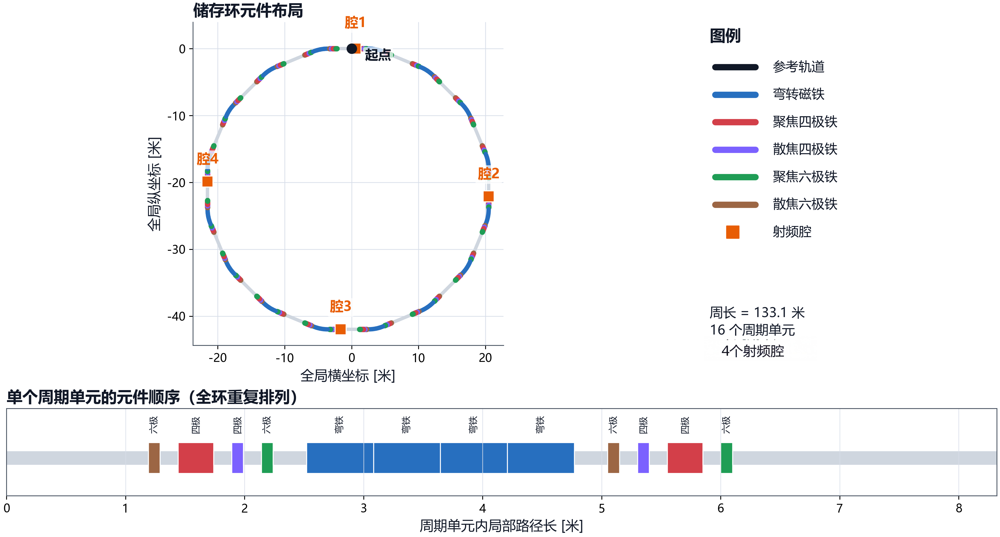 储存环元件布局
腔1
起点
腔4
腔2
腔3
0
-10
-20
-30
-40
全局纵坐标 [米]
-20
-10
0
10
20
全局横坐标 [米]
图例
参考轨道
弯转磁铁
聚焦四极铁
散焦四极铁
聚焦六极铁
散焦六极铁
射频腔
周长 = 133.1 米
16 个周期单元
4个射频腔
单个周期单元的元件顺序（全环重复排列）
六极
四极
四极
六极
弯铁
弯铁
弯铁
弯铁
六极
四极
四极
六极
0
1
2
3
4
5
6
7
8
周期单元内局部路径长 [米]